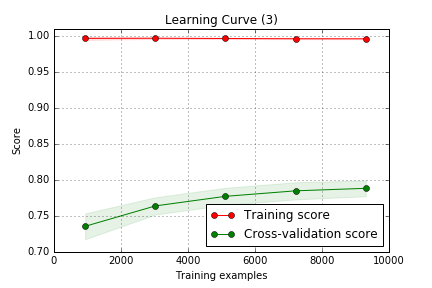 Learning Curve (3)
1.00
0.95
0.90
0.85
0.80
0.75
0.70
Score
Training score
Cross-validation score
0
2000
4000
6000
8000
10000
Training examples